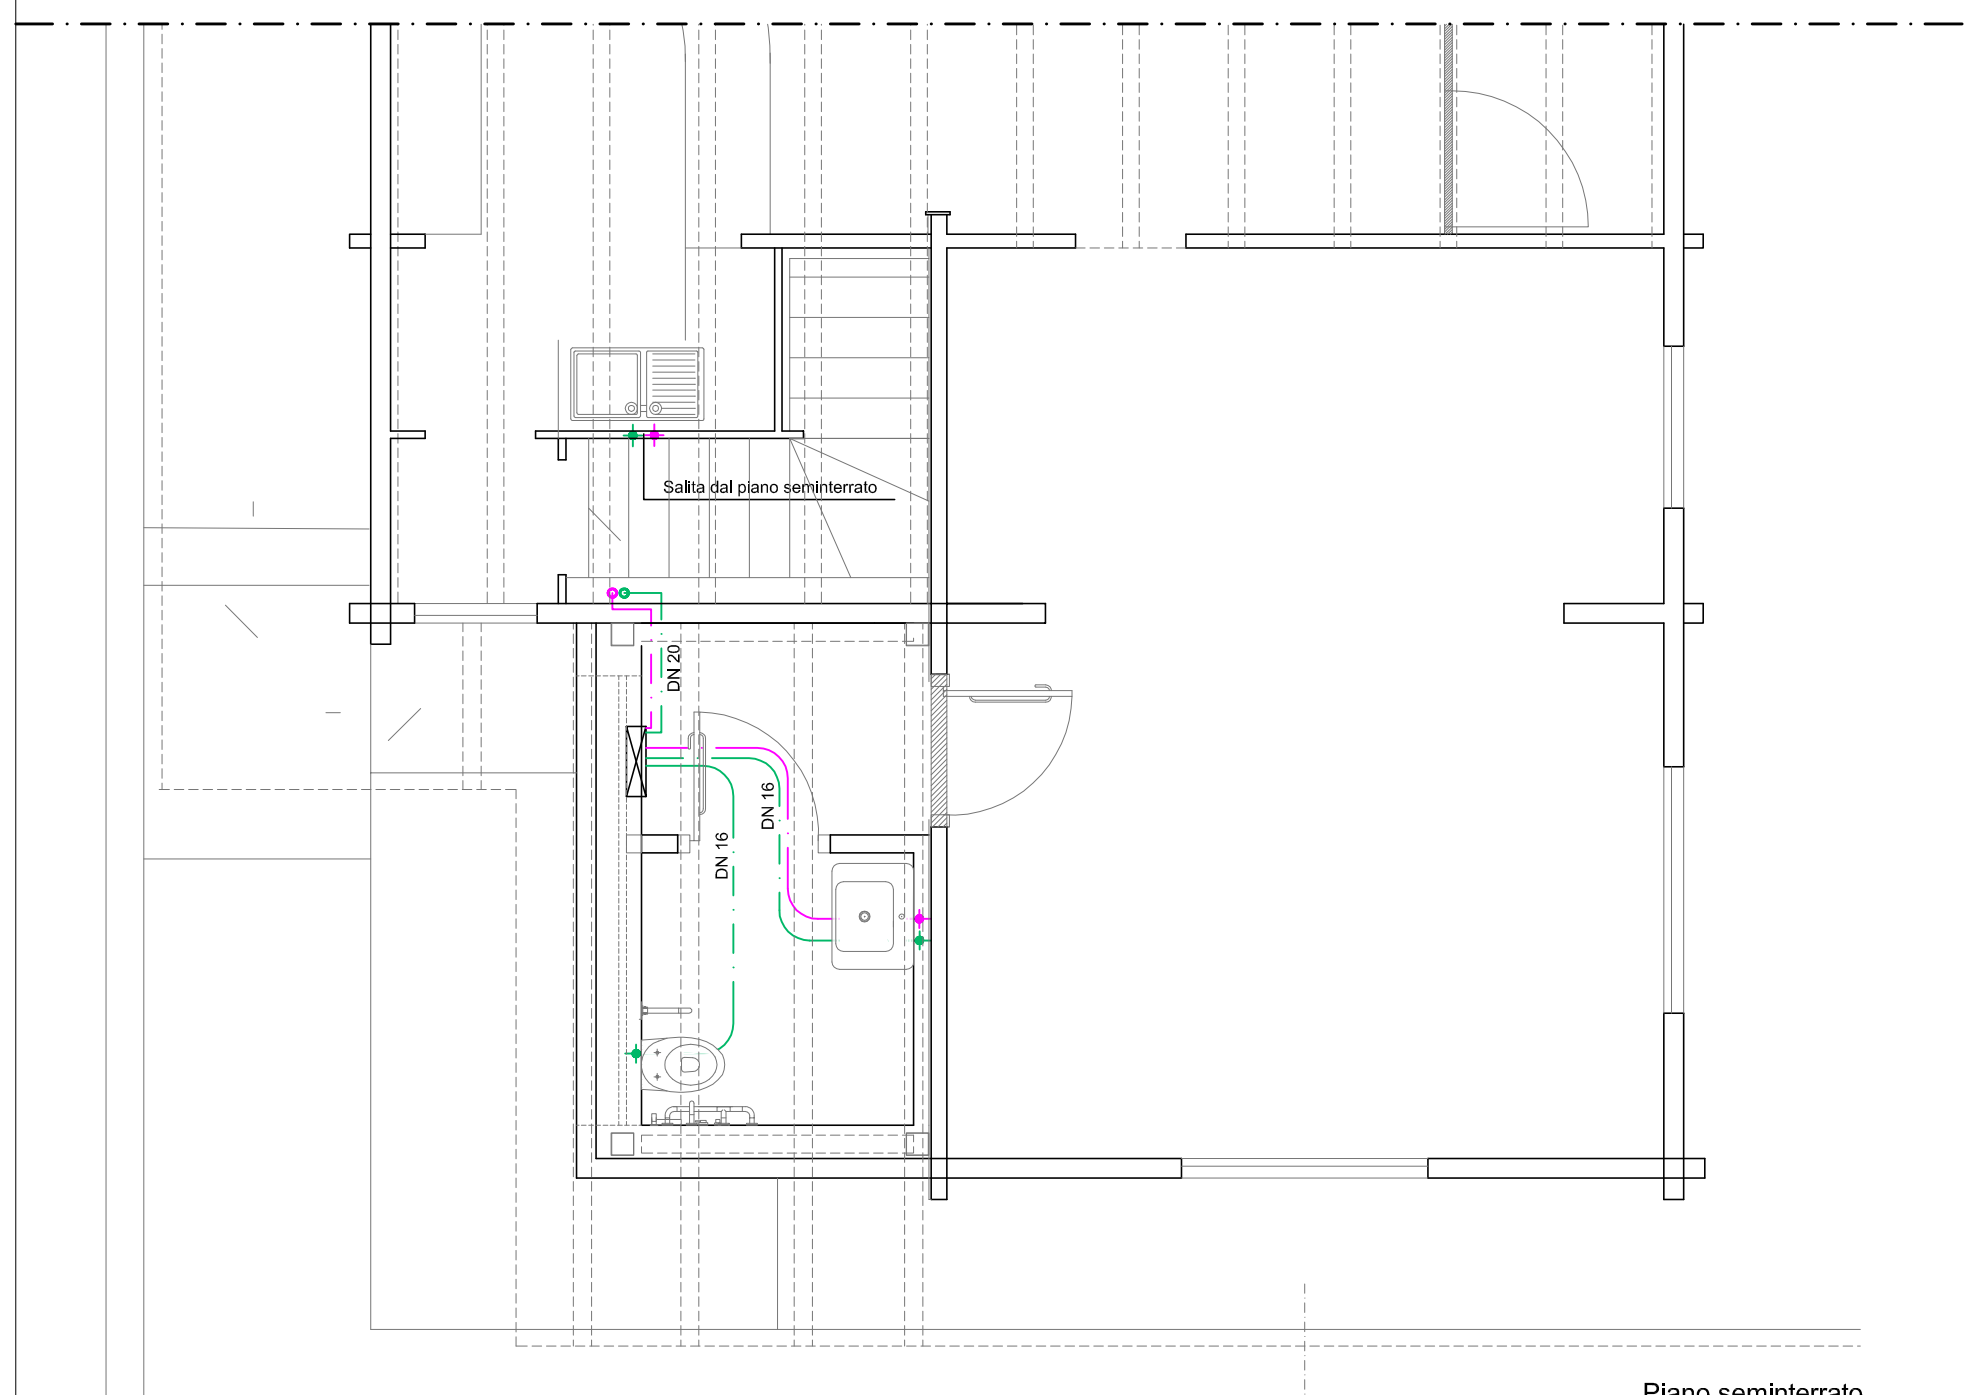 Salita dal piano seminterrato
DN 20
DN 16
DN 16
Piano seminterrato